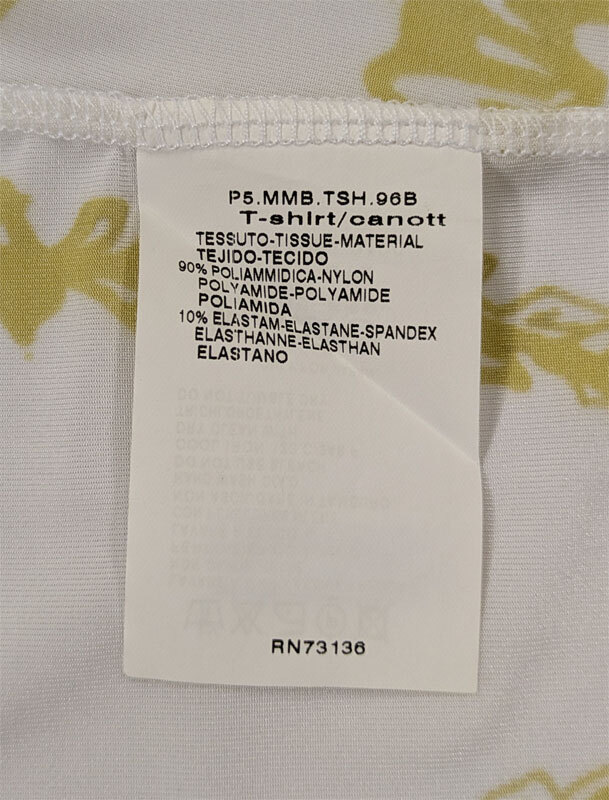 P5.MMB.TSH.96B
T-shirt/canott
TESSUTO-TISSUE-MATERIAL
TEJIDO-TECIDO
90% POLIAMMIDICA-NYLON
POLYAMIDE-POLYAMIDE
POLIAMIDA
10% ELASTAM-ELASTANE-SPANDEX
ELASTHANNE-ELASTHAN
ELASTANO
RN73136